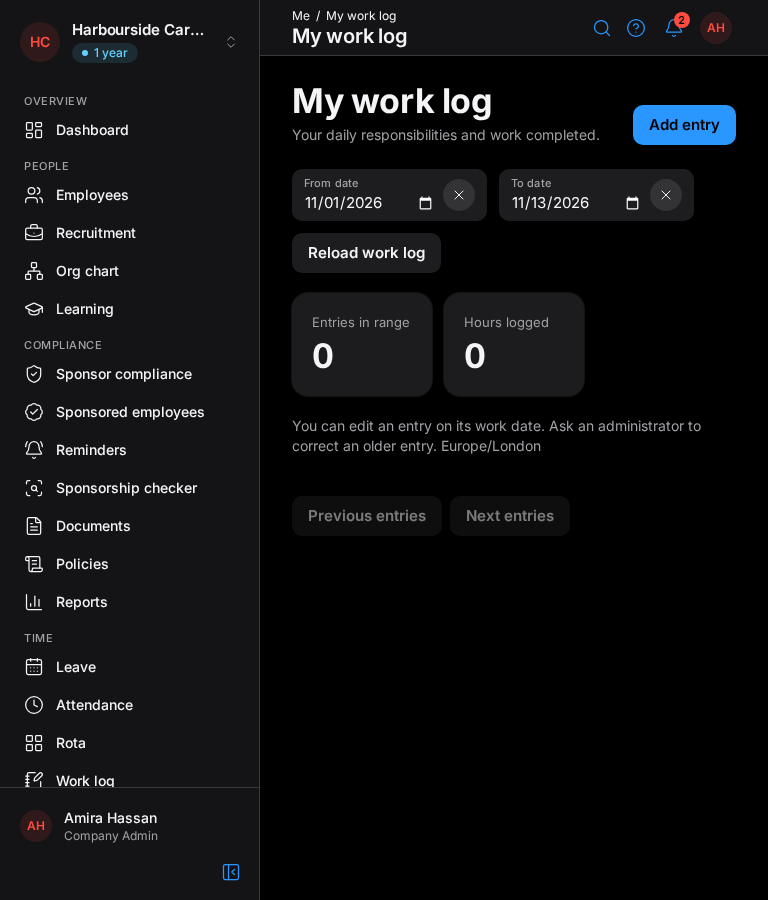 HC
Harbourside Car...
1 year
OVERVIEW
Dashboard
PEOPLE
Employees
Recruitment
Org chart
Learning
COMPLIANCE
Sponsor compliance
Sponsored employees
Reminders
Sponsorship checker
Documents
Policies
Reports
TIME
Leave
Attendance
Rota
Work log
AH
Amira Hassan
Company Admin
Me / My work log
My work log
2
AH
My work log
Your daily responsibilities and work completed.
Add entry
From date
11/01/2026
To date
11/13/2026
Reload work log
Entries in range
0
Hours logged
0
You can edit an entry on its work date. Ask an administrator to
correct an older entry. Europe/London
Previous entries
Next entries